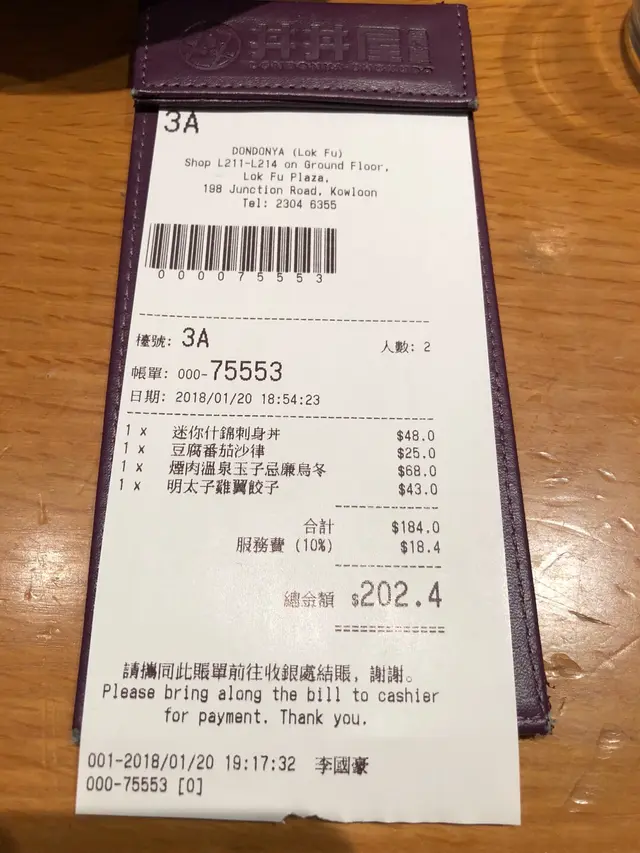 丼丼屋
3A
DONDONYA (Lok Fu)
Shop L211-L214 on Ground Floor,
Lok Fu Plaza,
198 Junction Road, Kowloon
Tel: 2304 6355
000075553
檯號: 3A 人數: 2
帳單: 000-75553
日期: 2018/01/20 18:54:23
1 x 迷你什錦刺身丼 $48.0
1 x 豆腐番茄沙律 $25.0
1 x 煙肉溫泉玉子忌廉烏冬 $68.0
1 x 明太子雞翼餃子 $43.0
合計 $184.0
服務費 (10%) $18.4
總金額 $202.4
請攜同此賬單前往收銀處結賬, 謝謝。
Please bring along the bill to cashier
for payment. Thank you.
001-2018/01/20 19:17:32 李國豪
000-75553 [0]